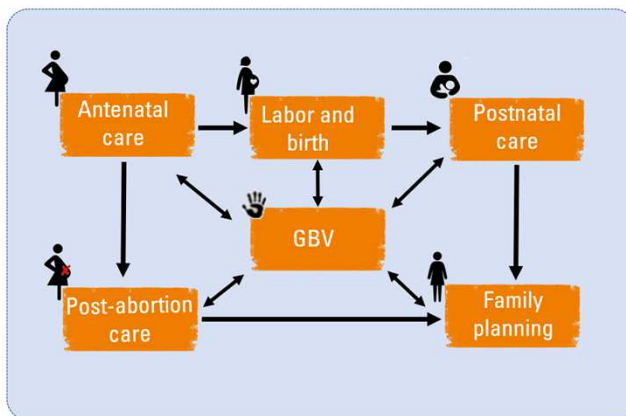 Antenatal
care
Labor and
birth
Postnatal
care
GBV
Post-abortion
care
Family
planning